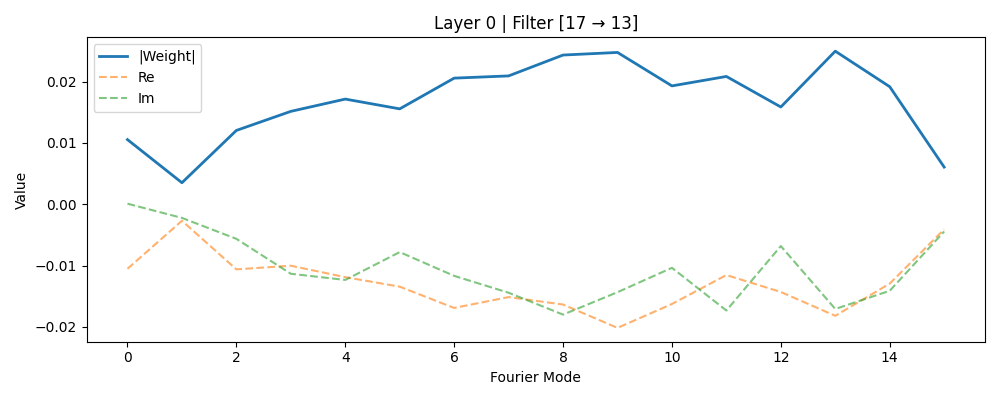 Layer 0 | Filter [17 → 13]
|Weight|
Re
Im
Value
0.02
0.01
0.00
−0.01
−0.02
0 2 4 6 8 10 12 14
Fourier Mode